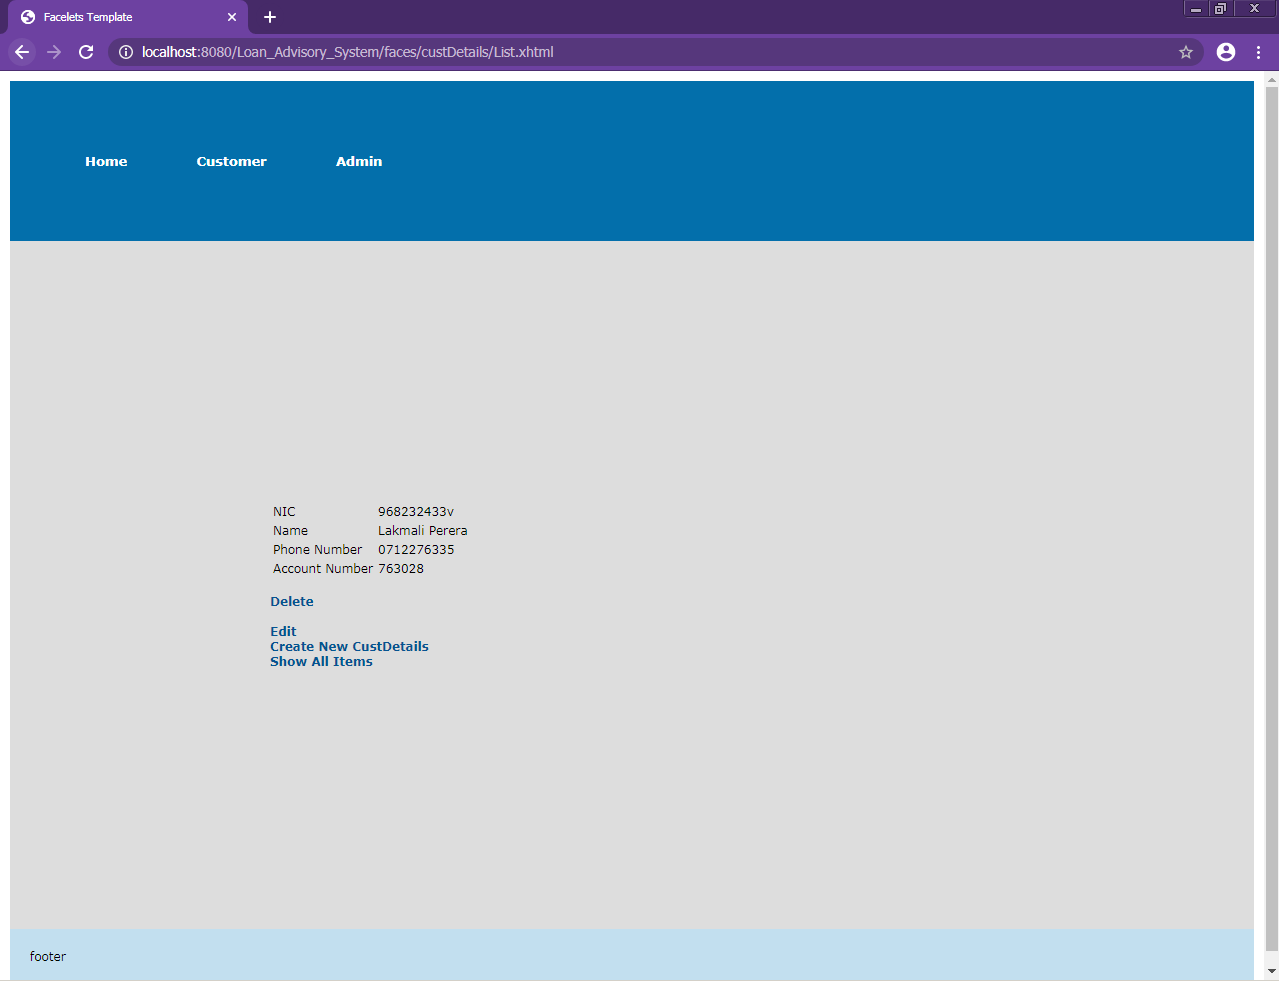 Facelets Template
localhost:8080/Loan_Advisory_System/faces/custDetails/List.xhtml
Home Customer Admin
NIC 968232433v
Name Lakmali Perera
Phone Number 0712276335
Account Number 763028
Delete
Edit
Create New CustDetails
Show All Items
footer